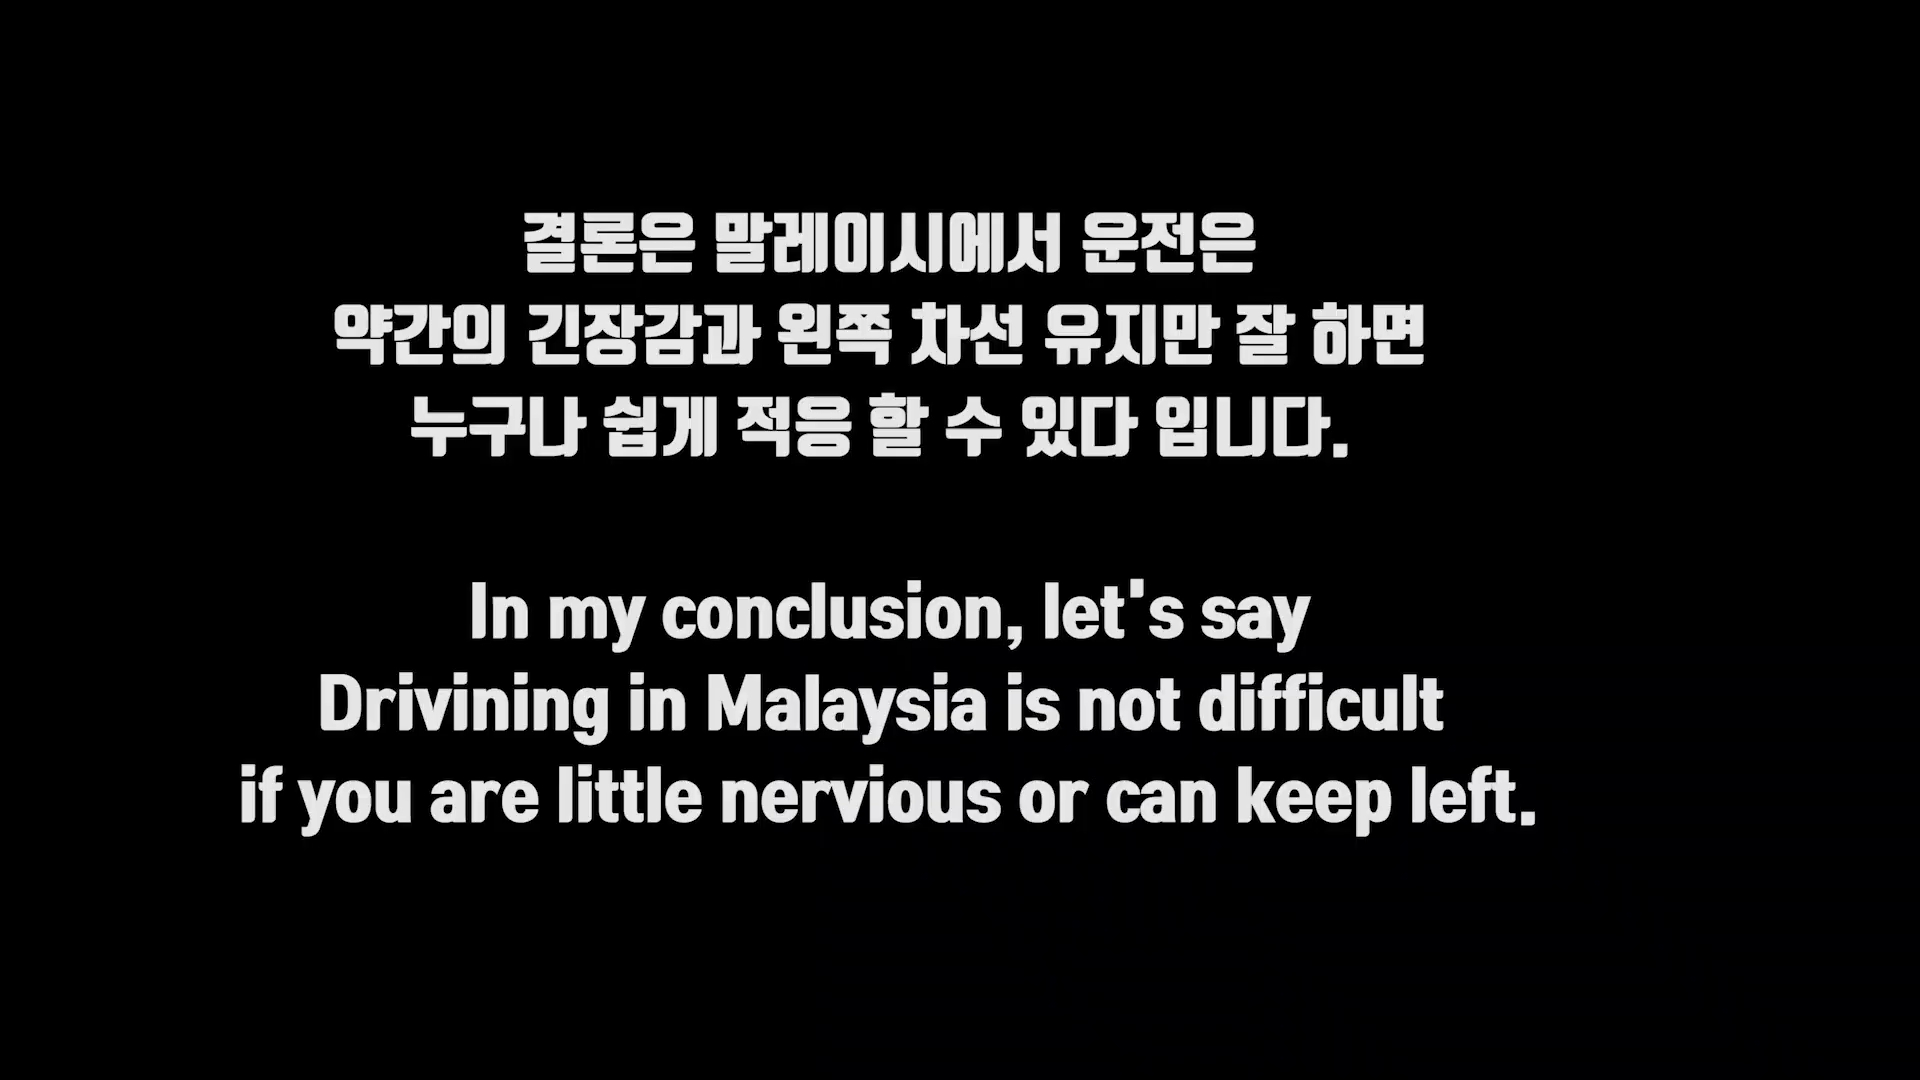 결론은 말레이시에서 운전은
약간의 긴장감과 왼쪽 차선 유지만 잘 하면
누구나 쉽게 적응 할 수 있다 입니다.
In my conclusion, let's say
Drivining in Malaysia is not difficult
if you are little nervious or can keep left.